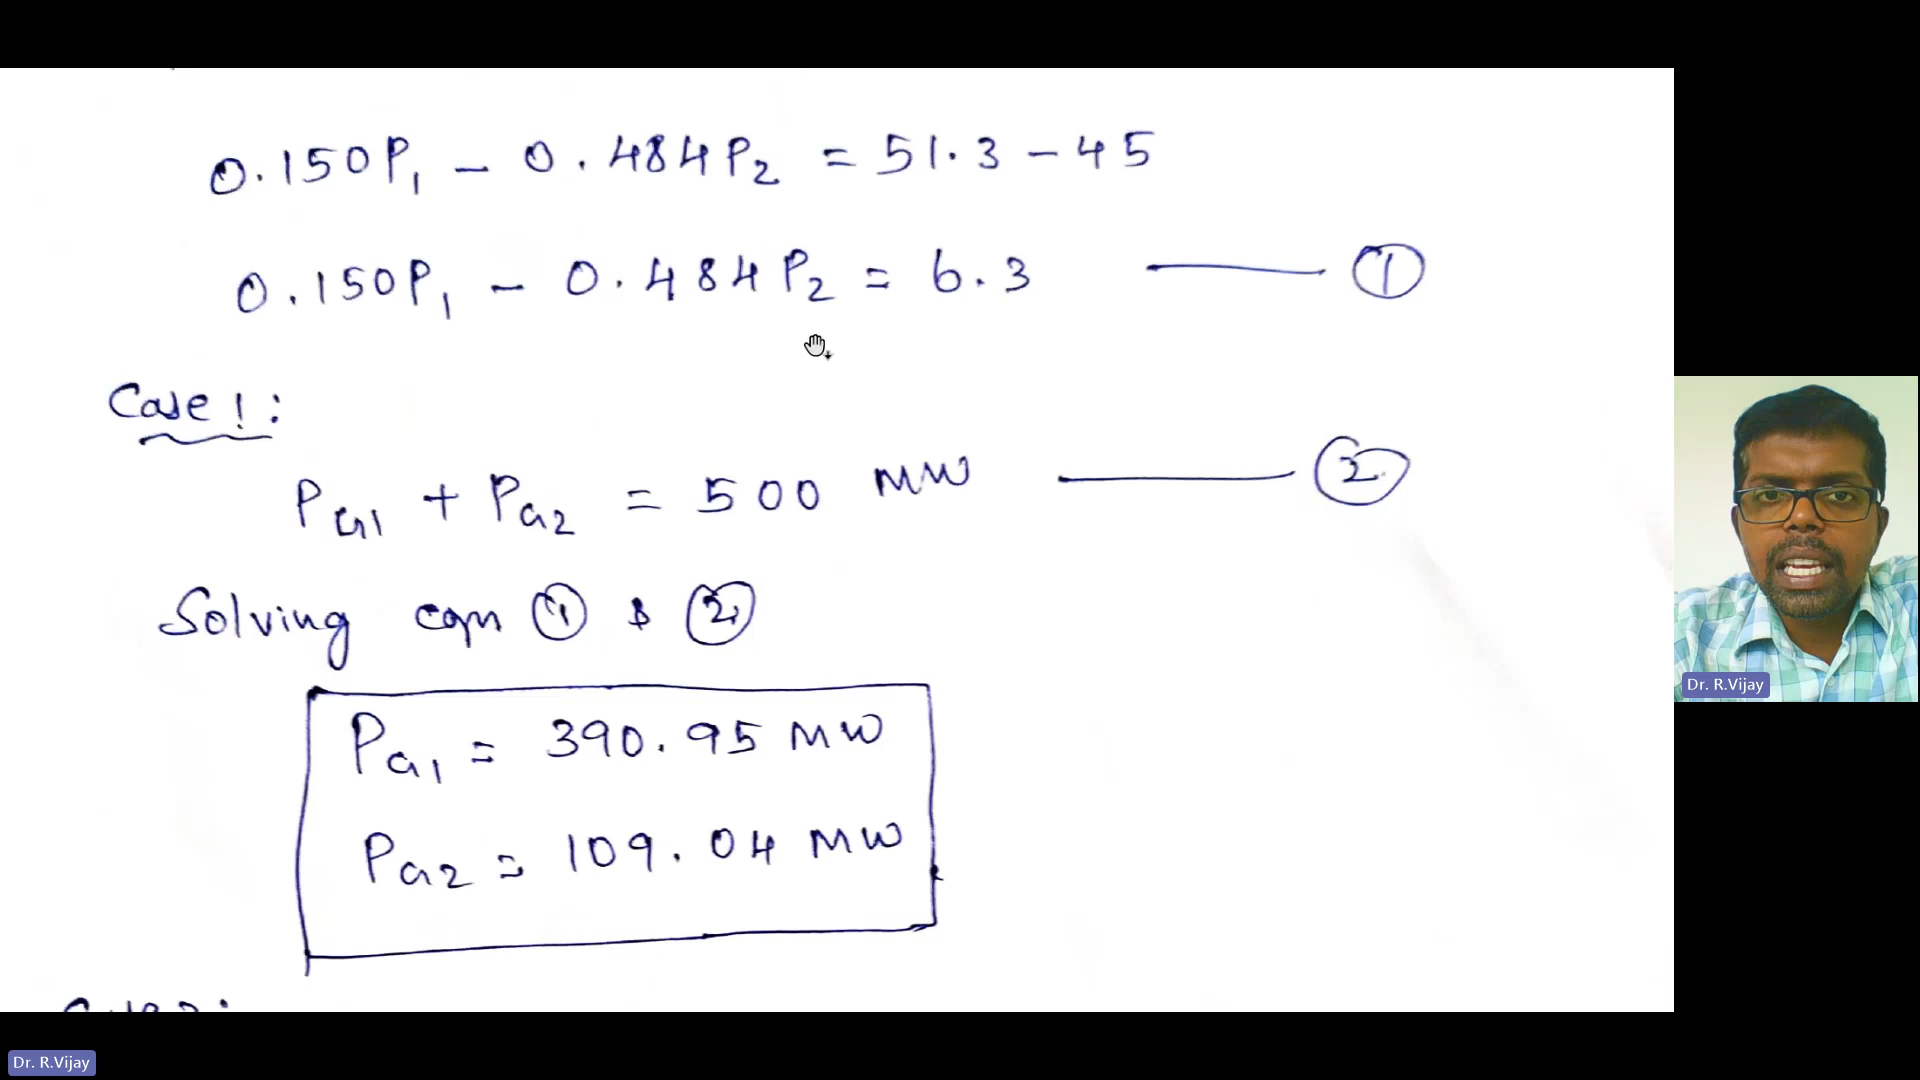 0.150P₁ - 0.484P₂ = 51.3 - 45
0.150P₁ - 0.484P₂ = 6.3 ——— ①
Case 1:
P_G1 + P_G2 = 500 MW ——— ②
Solving eqn ① & ②
P_G1 = 390.95 MW
P_G2 = 109.04 MW
Dr. R.Vijay
Dr. R.Vijay